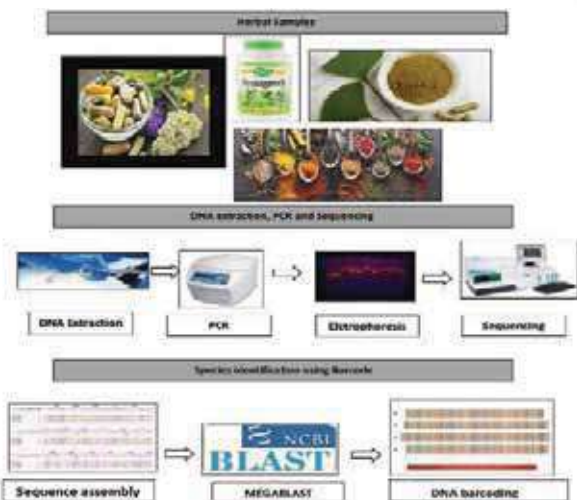 Herbal Samples
DNA extraction, PCR and Sequencing
DNA Extraction
PCR
Eletrophoresis
Sequencing
Species identification using Barcode
NCBI
BLAST
Sequence assembly
MEGABLAST
DNA barcoding